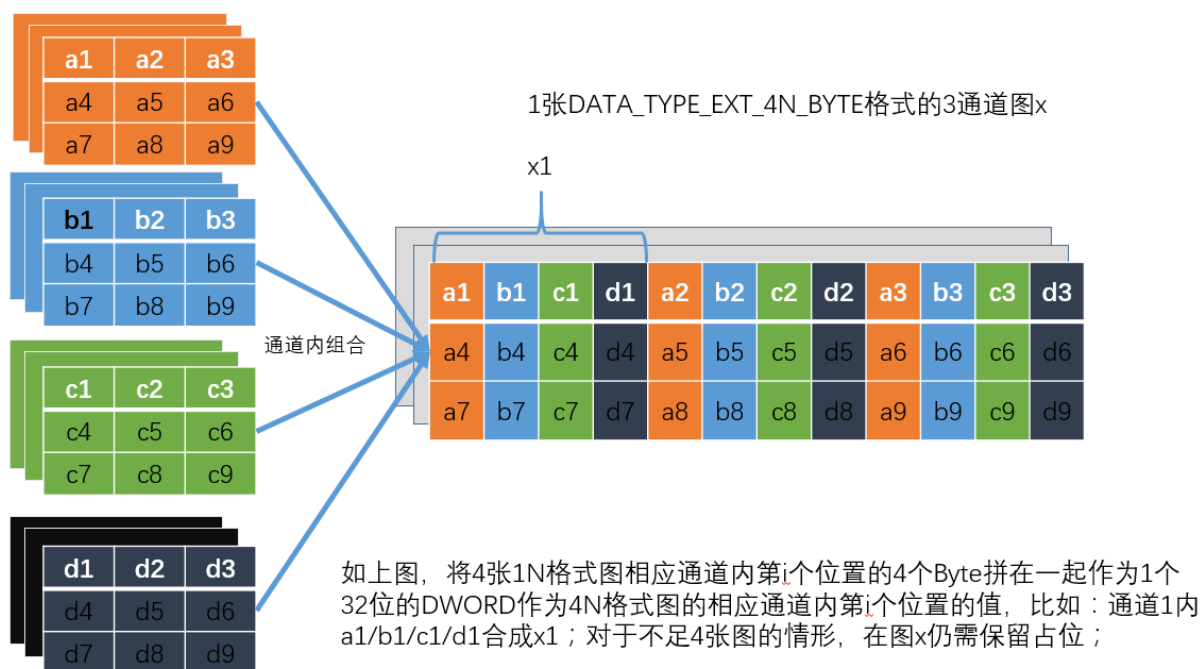 a1 a2 a3
a4 a5 a6
a7 a8 a9
b1 b2 b3
b4 b5 b6
b7 b8 b9
c1 c2 c3
c4 c5 c6
c7 c8 c9
d1 d2 d3
d4 d5 d6
d7 d8 d9
通道内组合
1张DATA_TYPE_EXT_4N_BYTE格式的3通道图x
x1
a1 b1 c1 d1 a2 b2 c2 d2 a3 b3 c3 d3
a4 b4 c4 d4 a5 b5 c5 d5 a6 b6 c6 d6
a7 b7 c7 d7 a8 b8 c8 d8 a9 b9 c9 d9
如上图，将4张1N格式图相应通道内第i个位置的4个Byte拼在一起作为1个
32位的DWORD作为4N格式图的相应通道内第i个位置的值，比如：通道1内
a1/b1/c1/d1合成x1；对于不足4张图的情形，在图x仍需保留占位；